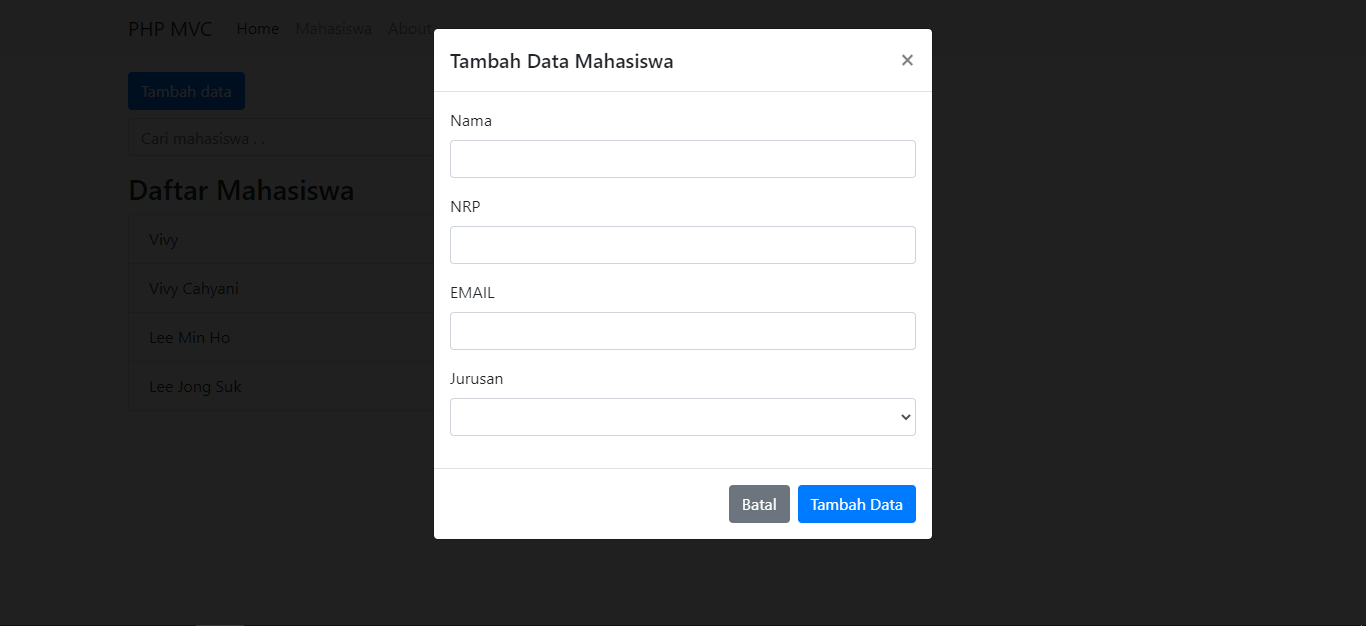 PHP MVC Home Mahasiswa About
Tambah data
Cari mahasiswa . .
Daftar Mahasiswa
Vivy
Vivy Cahyani
Lee Min Ho
Lee Jong Suk
Tambah Data Mahasiswa ×
Nama
NRP
EMAIL
Jurusan
Batal Tambah Data